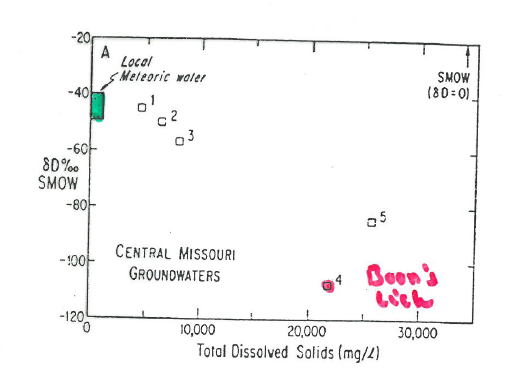 -20
A
Local
Meteoric water
SMOW
(δD=0)
-40
1
2
3
-60
δD‰
SMOW
-80
5
CENTRAL MISSOURI
GROUNDWATERS
-100
4
Boon's
Lick
-120
0
10,000
20,000
30,000
Total Dissolved Solids (mg/ℓ)